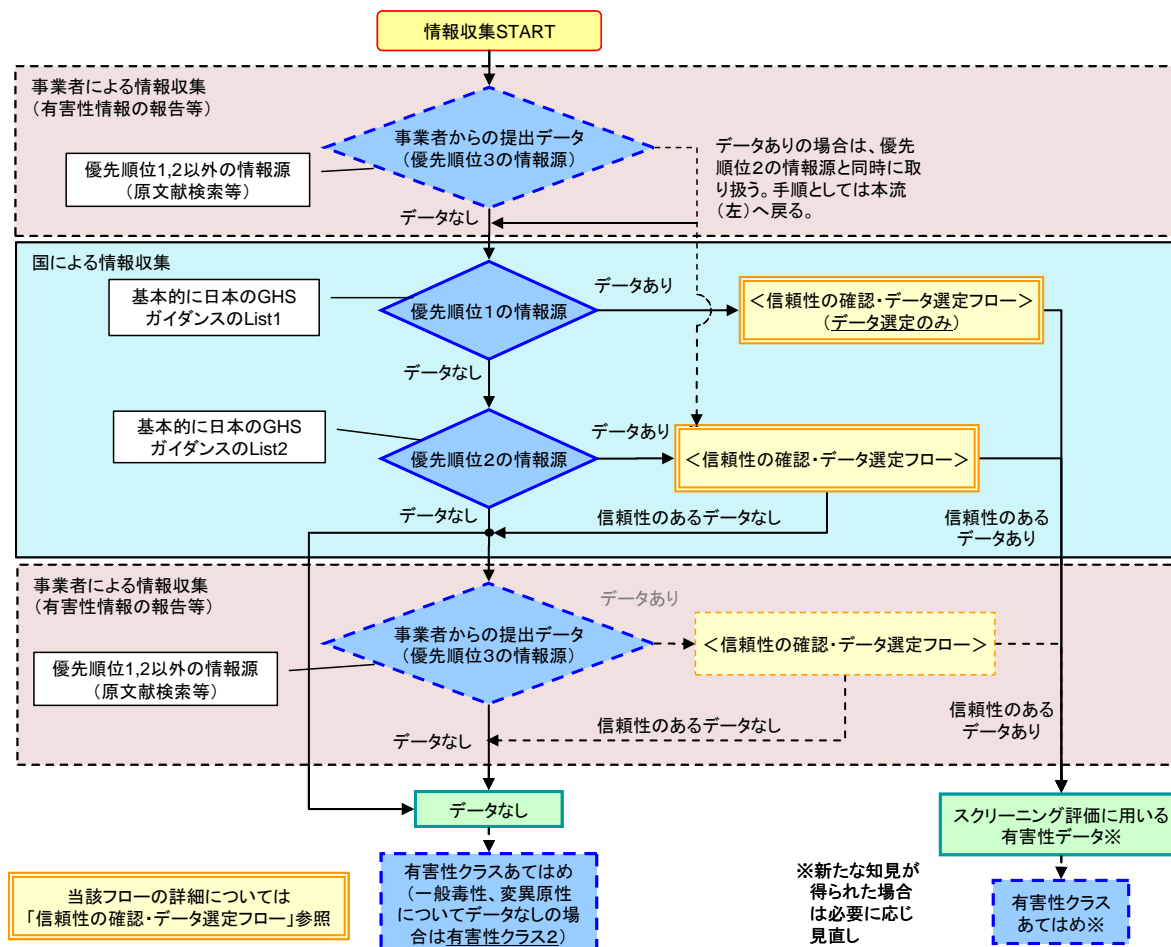 情報収集START
事業者による情報収集
（有害性情報の報告等）
事業者からの提出データ
（優先順位3の情報源）
優先順位1,2以外の情報源
（原文献検索等）
データありの場合は、優先
順位2の情報源と同時に取
り扱う。手順としては本流
（左）へ戻る。
データなし
国による情報収集
基本的に日本のGHS
ガイダンスのList1
優先順位1の情報源
データあり
＜信頼性の確認・データ選定フロー＞
（データ選定のみ）
データなし
基本的に日本のGHS
ガイダンスのList2
優先順位2の情報源
データあり
＜信頼性の確認・データ選定フロー＞
データなし
信頼性のあるデータなし
信頼性のある
データあり
事業者による情報収集
（有害性情報の報告等）
データあり
事業者からの提出データ
（優先順位3の情報源）
＜信頼性の確認・データ選定フロー＞
優先順位1,2以外の情報源
（原文献検索等）
信頼性のあるデータなし
データなし
信頼性のある
データあり
データなし
スクリーニング評価に用いる
有害性データ※
有害性クラスあてはめ
（一般毒性、変異原性
についてデータなしの場
合は有害性クラス2）
※新たな知見が
得られた場合
は必要に応じ
見直し
有害性クラス
あてはめ※
当該フローの詳細については
「信頼性の確認・データ選定フロー」参照